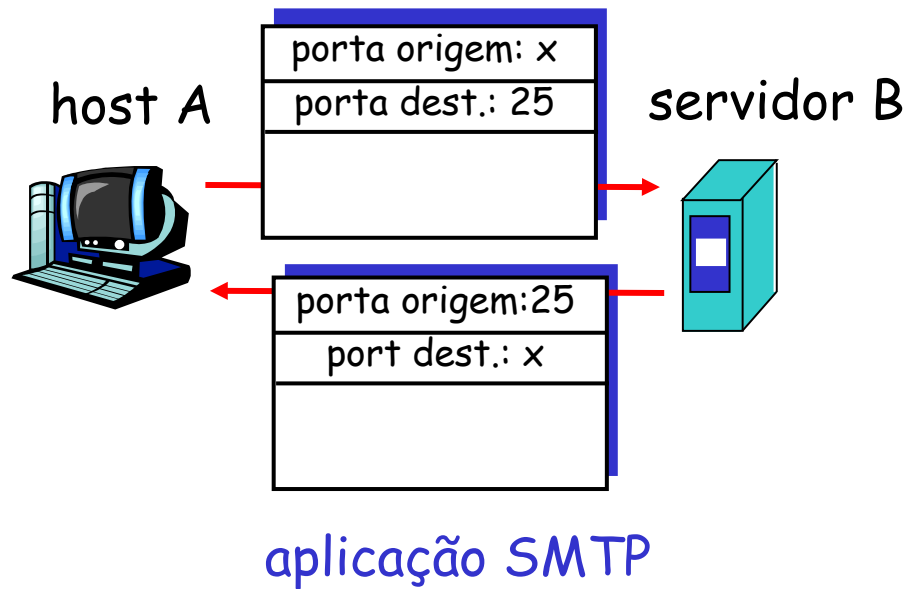 porta origem: x
host A
porta dest.: 25
servidor B
porta origem:25
port dest.: x
aplicação SMTP